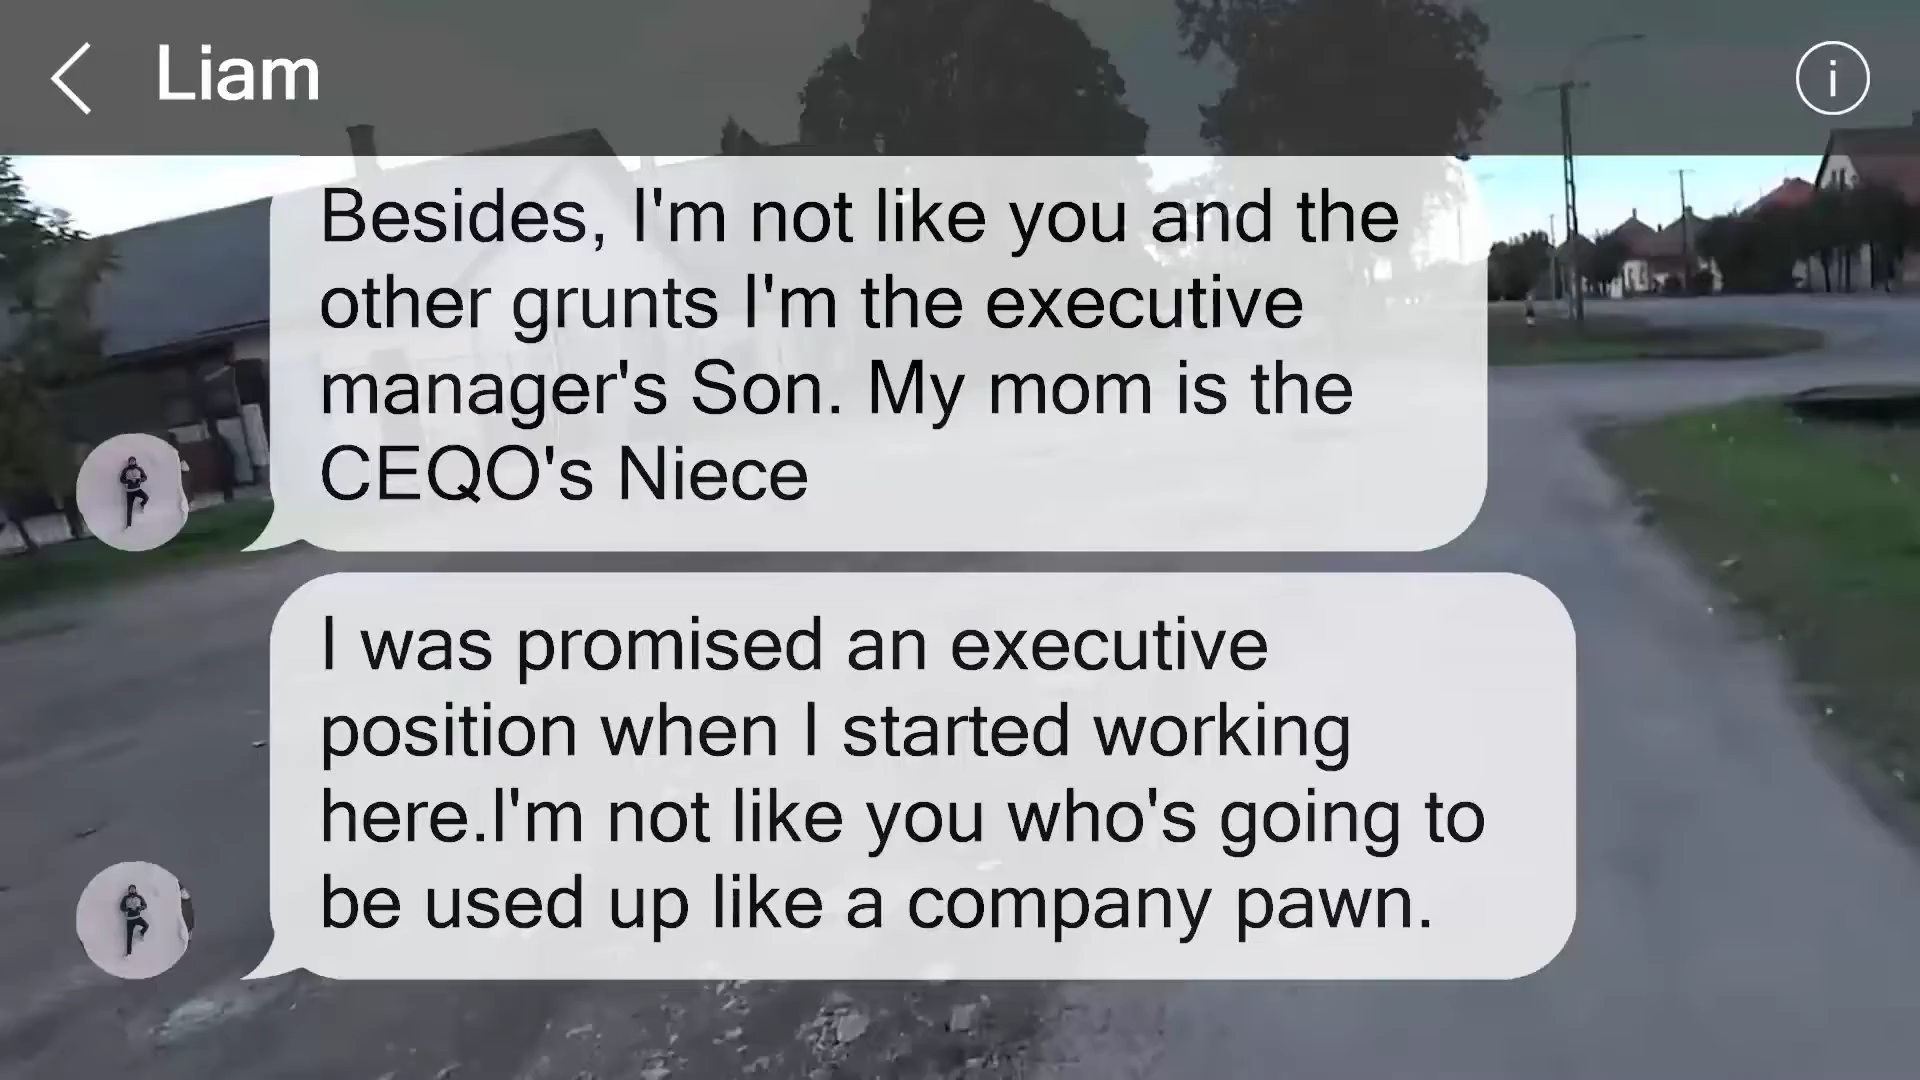 Liam
Besides, I'm not like you and the
other grunts I'm the executive
manager's Son. My mom is the
CEQO's Niece
I was promised an executive
position when I started working
here.I'm not like you who's going to
be used up like a company pawn.